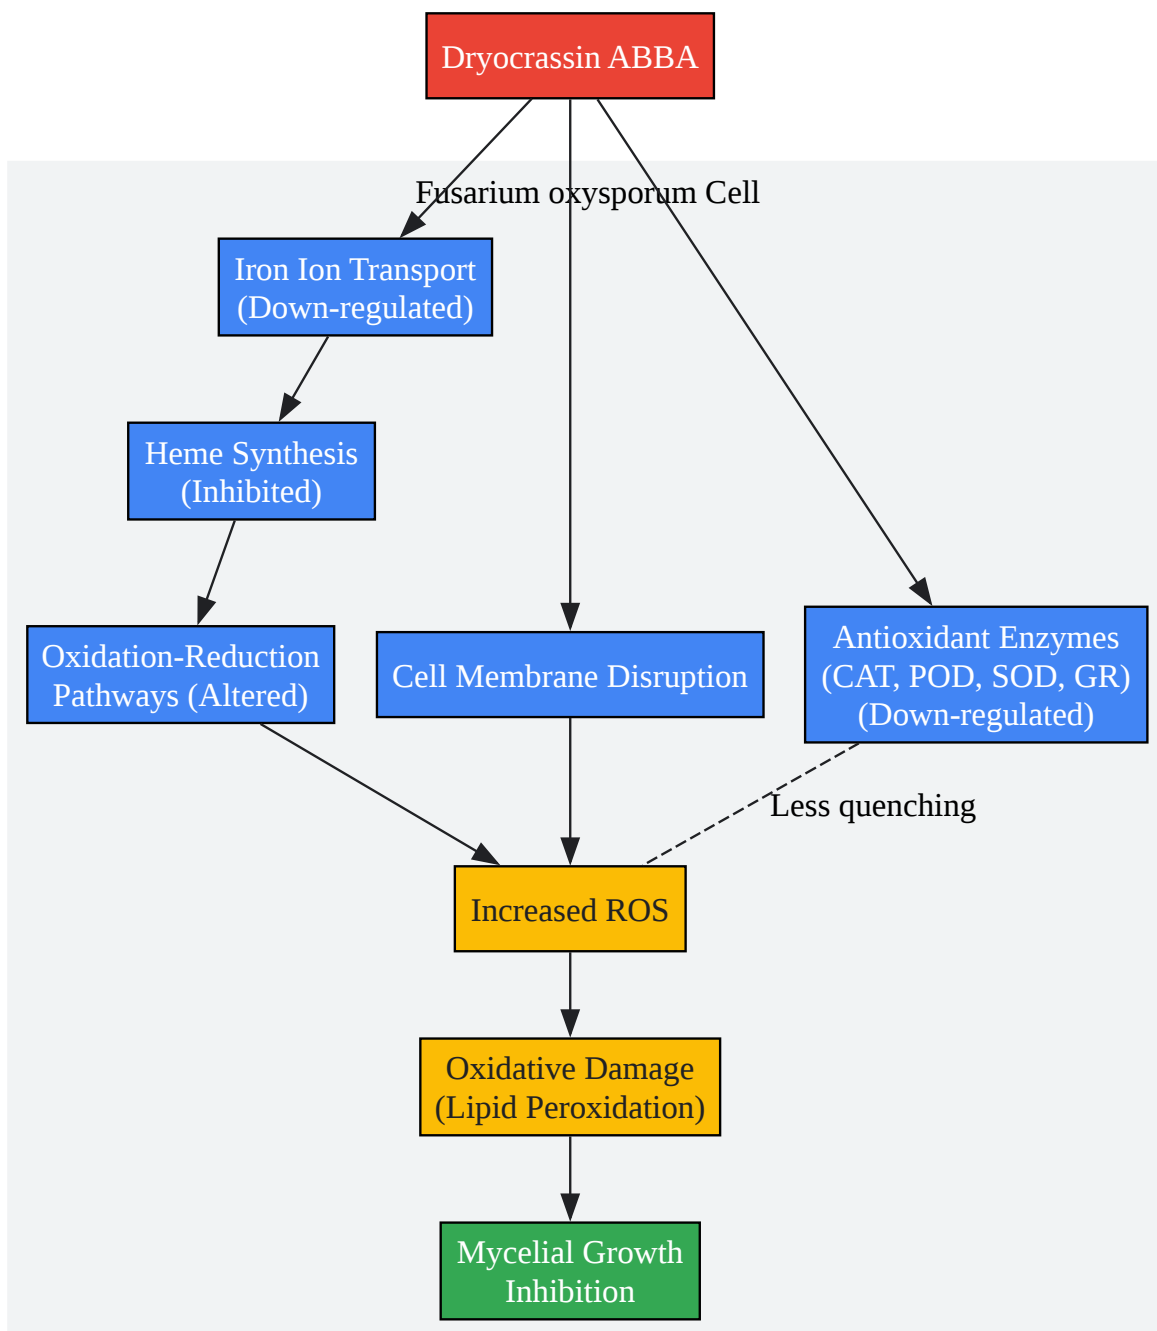 Dryocrassin ABBA
Fusarium oxysporum Cell
Iron Ion Transport
(Down-regulated)
Heme Synthesis
(Inhibited)
Oxidation-Reduction
Pathways (Altered)
Cell Membrane Disruption
Antioxidant Enzymes
(CAT, POD, SOD, GR)
(Down-regulated)
Less quenching
Increased ROS
Oxidative Damage
(Lipid Peroxidation)
Mycelial Growth
Inhibition